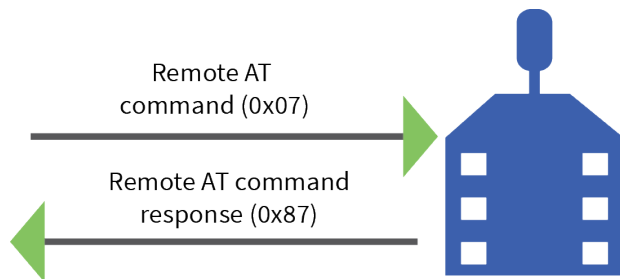 Remote AT
command (0x07)
Remote AT command
response (0x87)